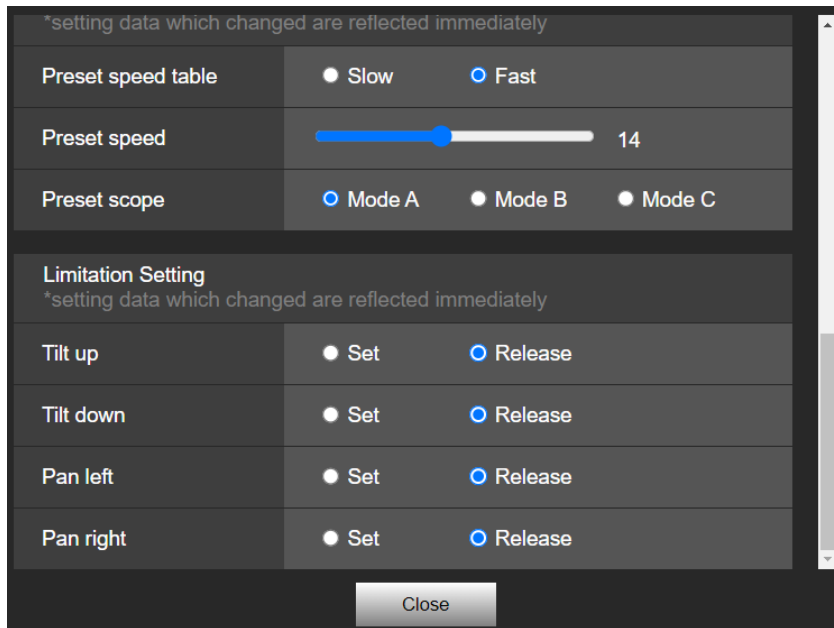 *setting data which changed are reflected immediately
Preset speed table Slow Fast
Preset speed 14
Preset scope Mode A Mode B Mode C
Limitation Setting
*setting data which changed are reflected immediately
Tilt up Set Release
Tilt down Set Release
Pan left Set Release
Pan right Set Release
Close